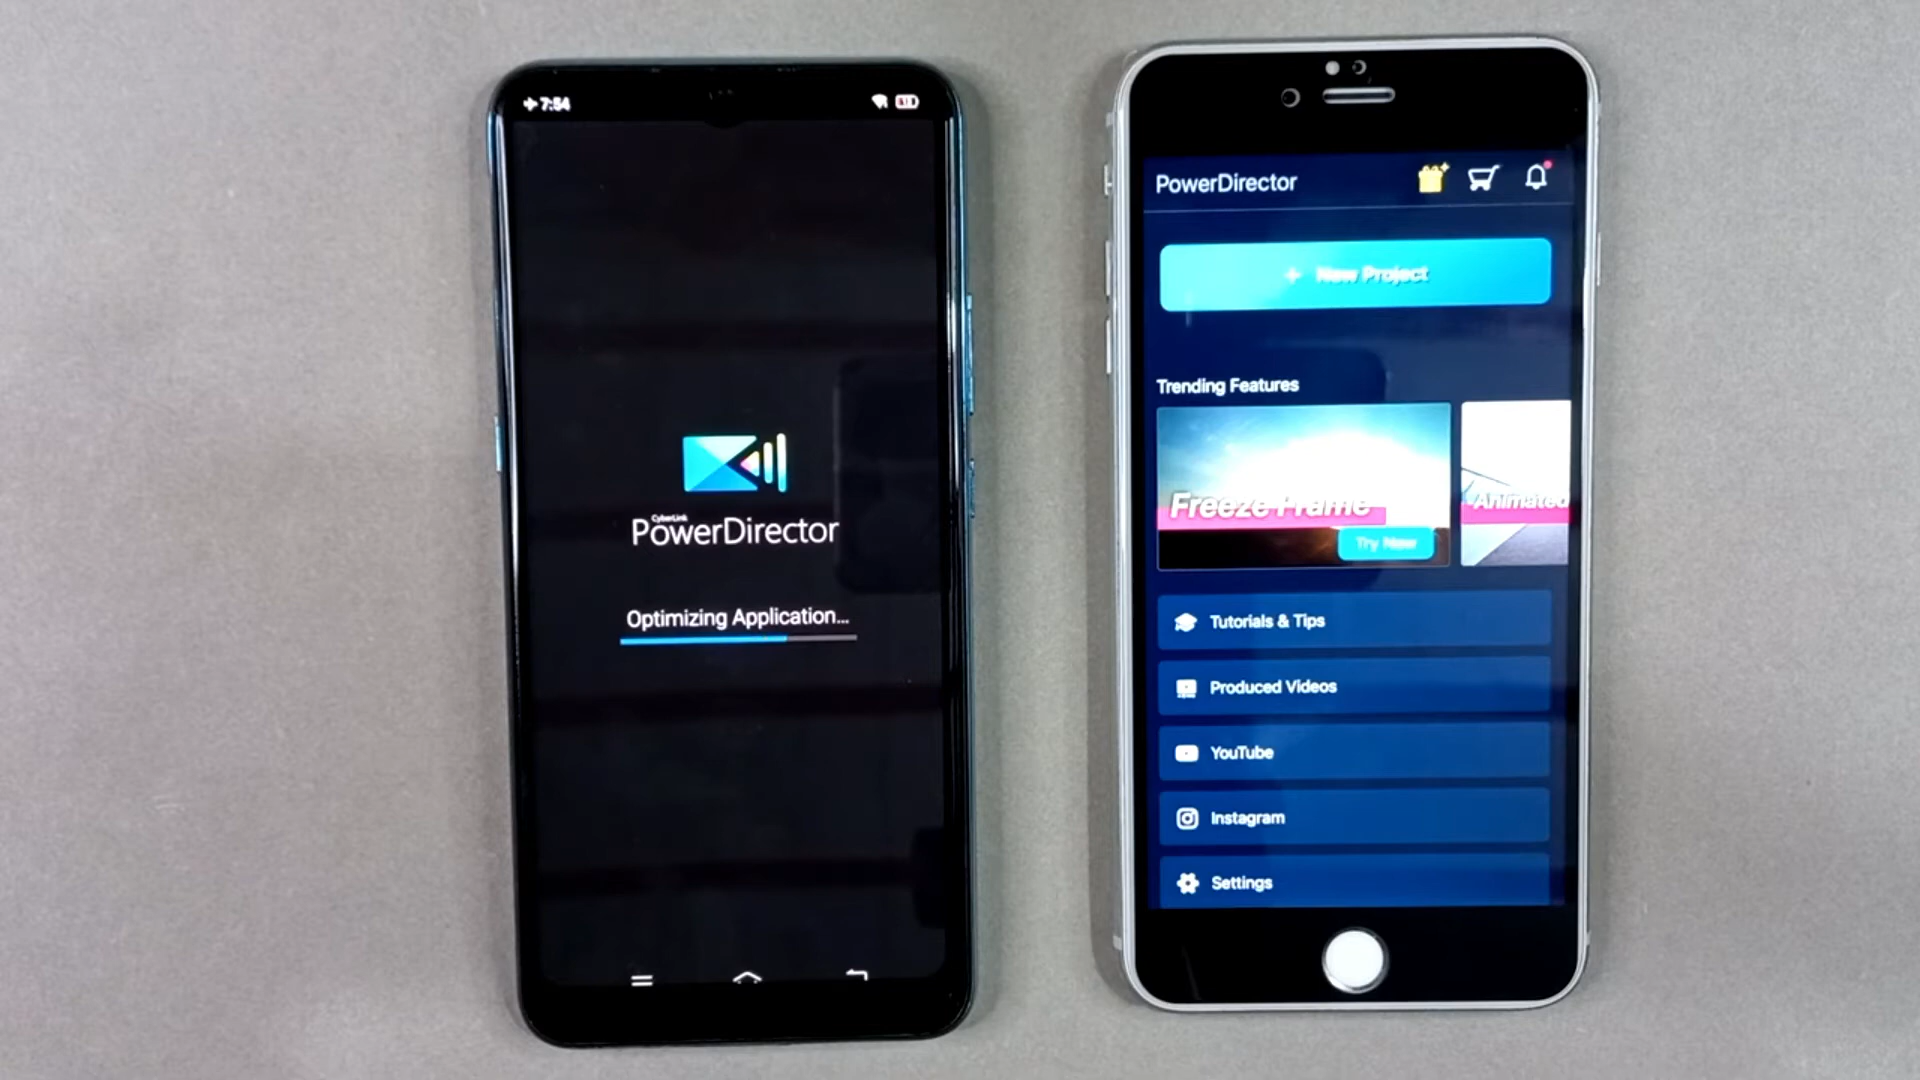 7:54
CyberLink
PowerDirector
Optimizing Application...
PowerDirector
+ New Project
Trending Features
Freeze Frame
Try Now
Animated
Tutorials & Tips
Produced Videos
YouTube
Instagram
Settings